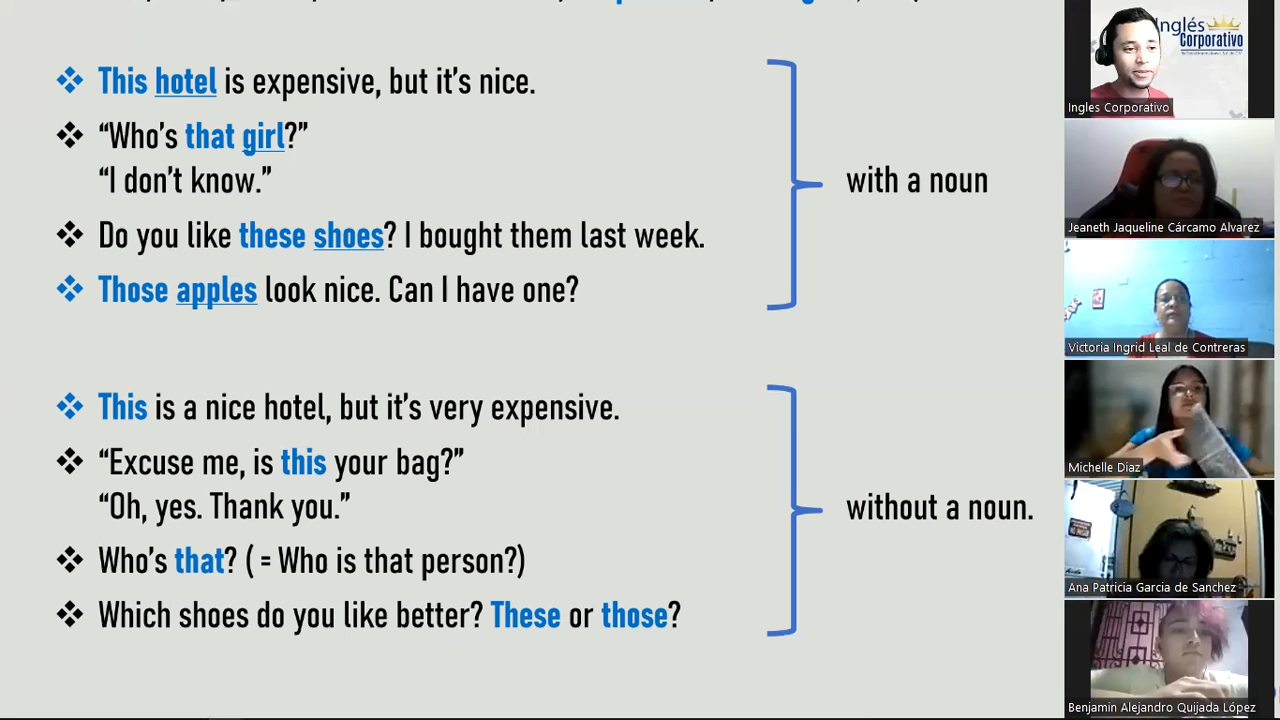 This hotel is expensive, but it's nice.
“Who's that girl?”
“I don't know.”
Do you like these shoes? I bought them last week.
Those apples look nice. Can I have one?
with a noun
This is a nice hotel, but it's very expensive.
“Excuse me, is this your bag?”
“Oh, yes. Thank you.”
Who's that? ( = Who is that person?)
Which shoes do you like better? These or those?
without a noun.
Inglés
Corporativo
Ingles Corporativo
Jeaneth Jaqueline Cárcamo Alvarez
Victoria Ingrid Leal de Contreras
Michelle Diaz
Ana Patricia Garcia de Sanchez
Benjamin Alejandro Quijada López